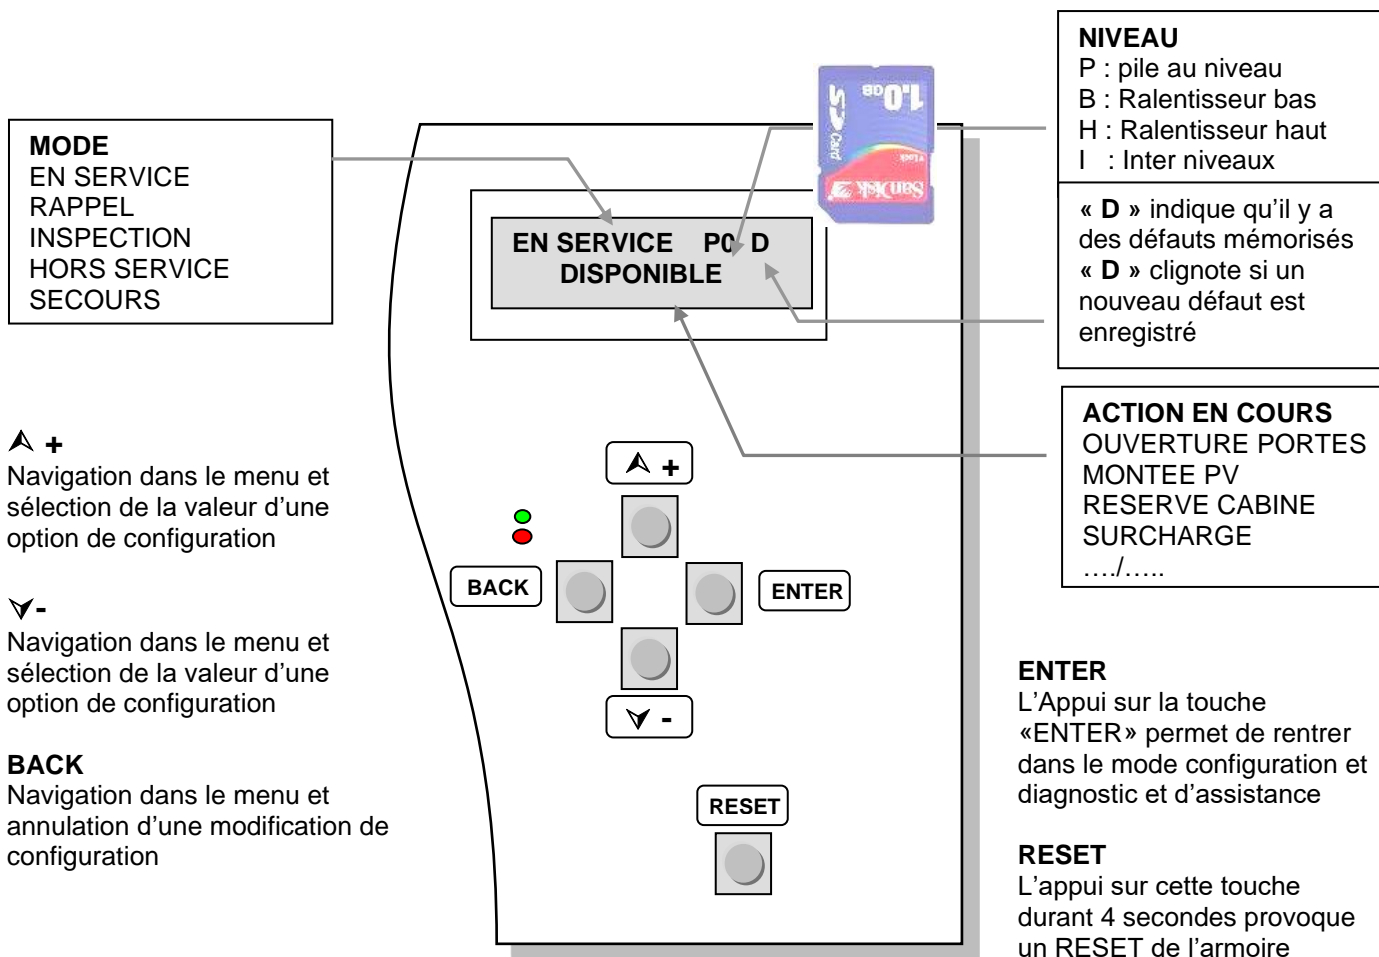 NIVEAU
P : pile au niveau
B : Ralentisseur bas
H : Ralentisseur haut
I : Inter niveaux
« D » indique qu'il y a
des défauts mémorisés
« D » clignote si un
nouveau défaut est
enregistré
MODE
EN SERVICE
RAPPEL
INSPECTION
HORS SERVICE
SECOURS
1.0GB
SD Card
Lock
SanDisk
EN SERVICE P0 D
DISPONIBLE
ACTION EN COURS
OUVERTURE PORTES
MONTEE PV
RESERVE CABINE
SURCHARGE
…./…..
+
Navigation dans le menu et
sélection de la valeur d'une
option de configuration
-
Navigation dans le menu et
sélection de la valeur d'une
option de configuration
BACK
Navigation dans le menu et
annulation d'une modification de
configuration
+
BACK
ENTER
-
RESET
ENTER
L'Appui sur la touche
«ENTER» permet de rentrer
dans le mode configuration et
diagnostic et d'assistance
RESET
L'appui sur cette touche
durant 4 secondes provoque
un RESET de l'armoire